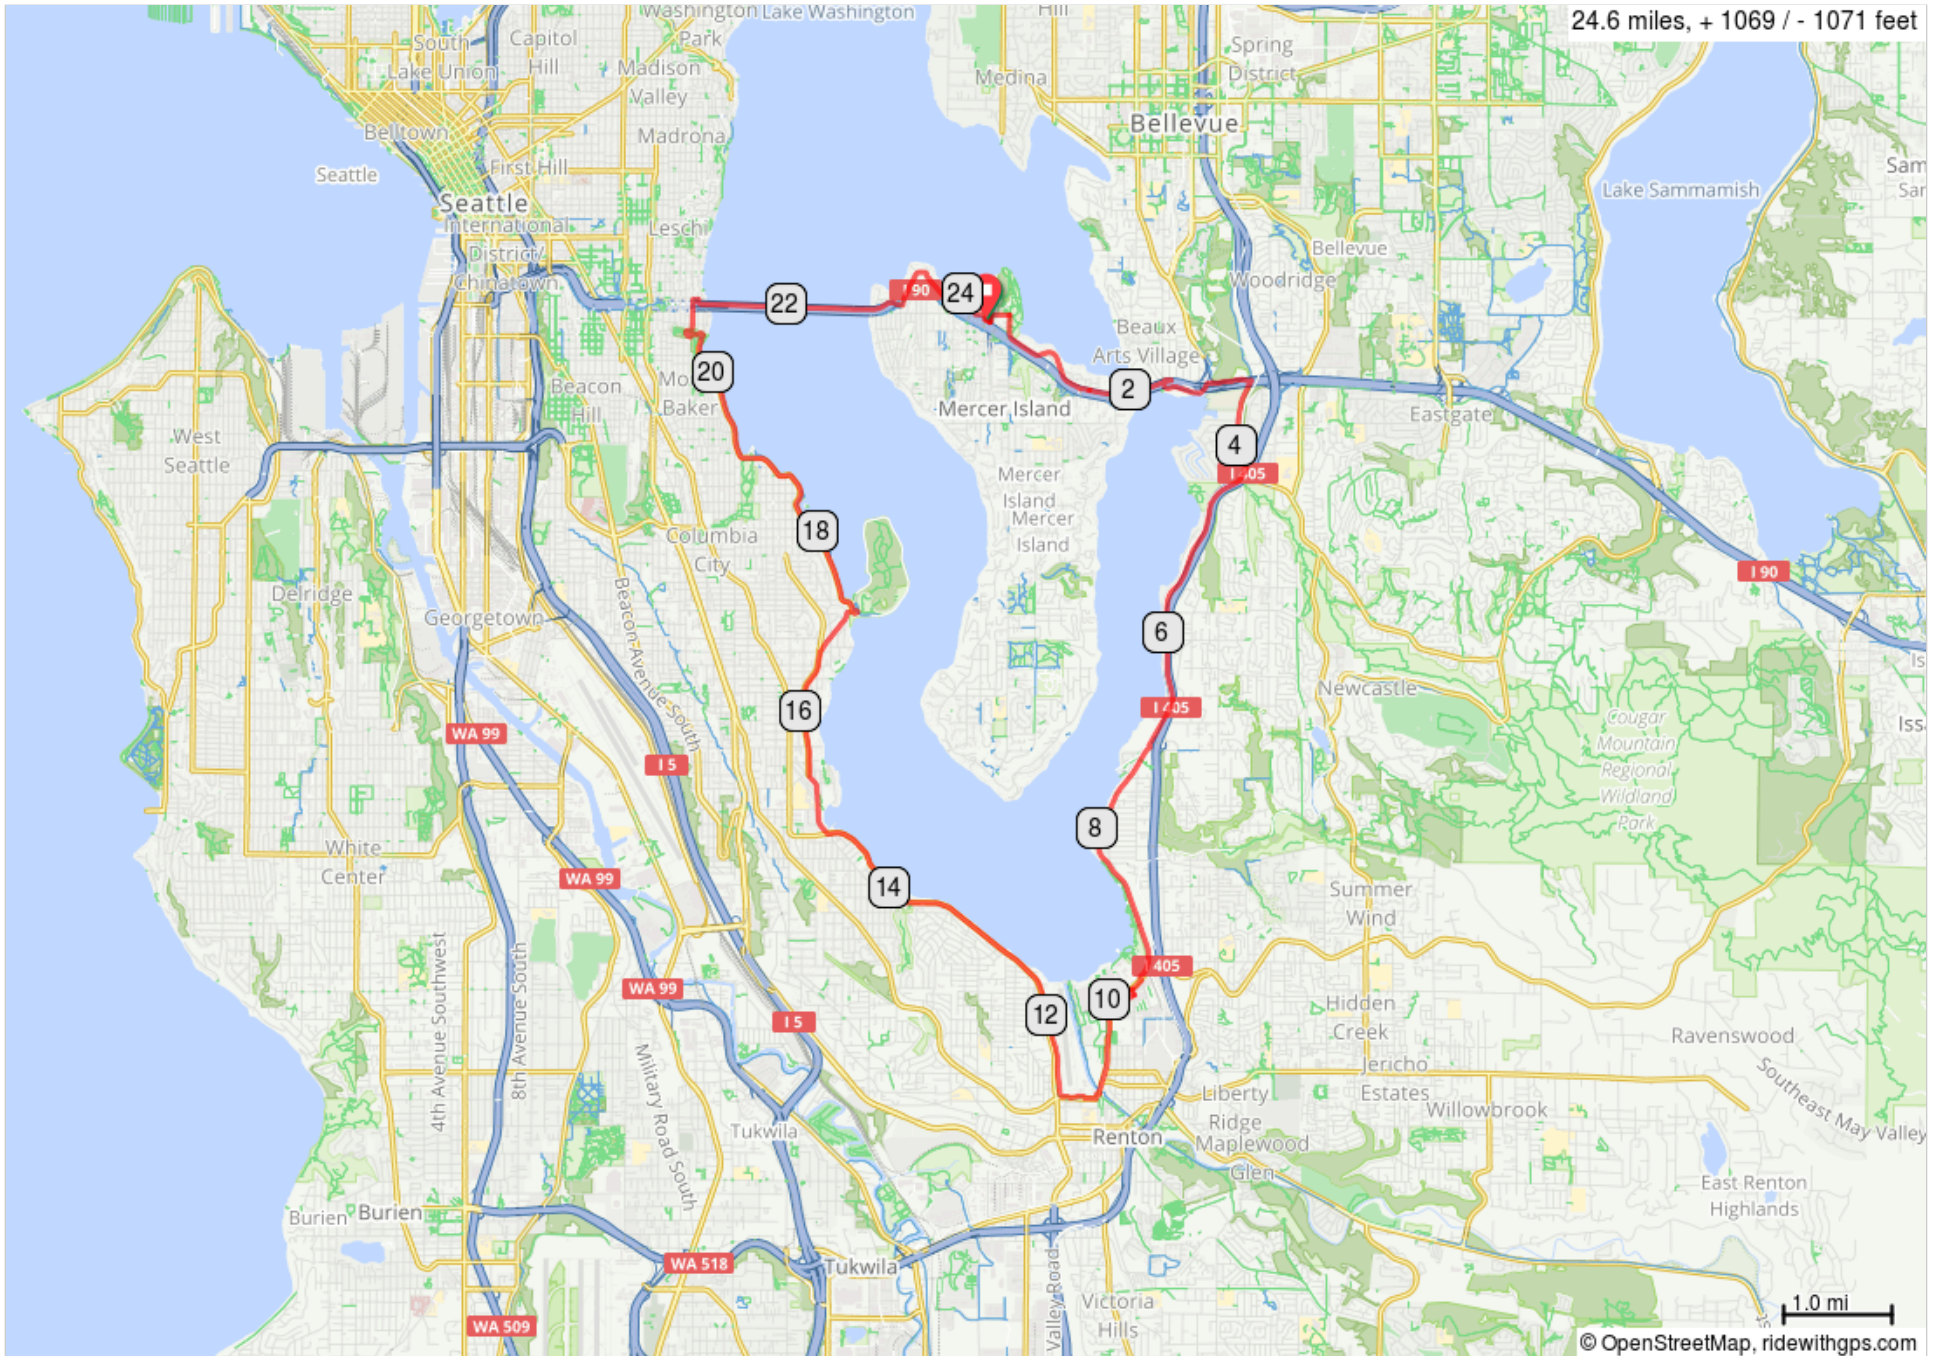 24.6 miles, + 1069 / - 1071 feet
Washington
Park
Lake Washington
Hill
South
Lake Union
Capitol
Hill
Madison
Valley
Medina
Spring
District
Belltown
Madrona
Bellevue
Seattle
First Hill
Seattle
International
District/
Chinatown
Leschi
Lake Sammamish
Sam
Sar
Bellevue
Woodridge
22
90
24
Beaux
Arts Village
20
Mo
Baker
Beacon
Hill
2
Mercer Island
Eastgate
West
Seattle
4
I 405
Mercer
Island
Mercer
Island
18
Columbia
City
I 90
Delridge
Georgetown
Beacon Avenue South
6
Is
Newcastle
16
I 405
Cougar
Mountain
Regional
Wildland
Park
Iss
WA 99
I 5
8
White
Center
WA 99
14
Summer
Wind
4th Avenue Southwest
8th Avenue South
405
WA 99
10
12
I 5
Hidden
Creek
Ravenswood
Military Road South
Jericho
Estates
Southeast May Valley
Liberty
Ridge
Willowbrook
Tukwila
Renton
Maplewood
Glen
East Renton
Highlands
Burien
Burien
WA 518
Tukwila
Valley Road
Victoria
Hills
1.0 mi
WA 509
© OpenStreetMap, ridewithgps.com